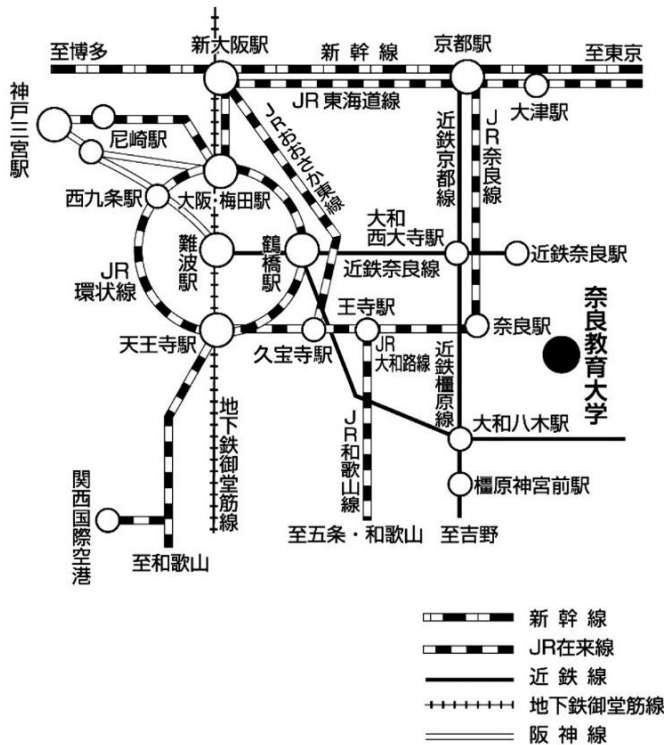 至博多
新大阪駅
新幹線
京都駅
至東京
JR東海道線
大津駅
神戸三宮駅
尼崎駅
JRおおさか東線
近鉄京都線
JR奈良線
西九条駅
大阪・梅田駅
難波駅
鶴橋駅
大和
西大寺駅
近鉄奈良線
近鉄奈良駅
JR
環状線
天王寺駅
久宝寺駅
王寺駅
JR
大和路線
奈良駅
奈良教育大学
近鉄橿原線
大和八木駅
地下鉄御堂筋線
JR和歌山線
橿原神宮前駅
関西国際空港
至和歌山
至五条・和歌山
至吉野
新幹線
JR在来線
近鉄線
地下鉄御堂筋線
阪神線